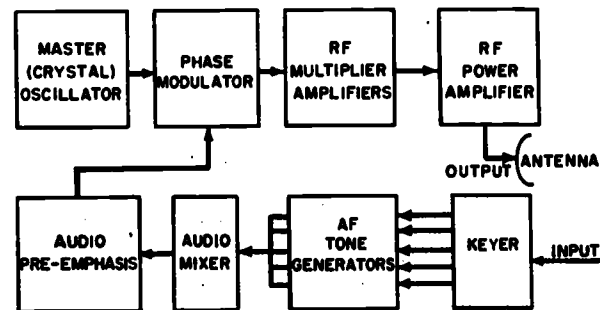 MASTER
(CRYSTAL)
OSCILLATOR
PHASE
MODULATOR
RF
MULTIPLIER
AMPLIFIERS
RF
POWER
AMPLIFIER
OUTPUT
ANTENNA
AUDIO
PRE-EMPHASIS
AUDIO
MIXER
AF
TONE
GENERATORS
KEYER
INPUT